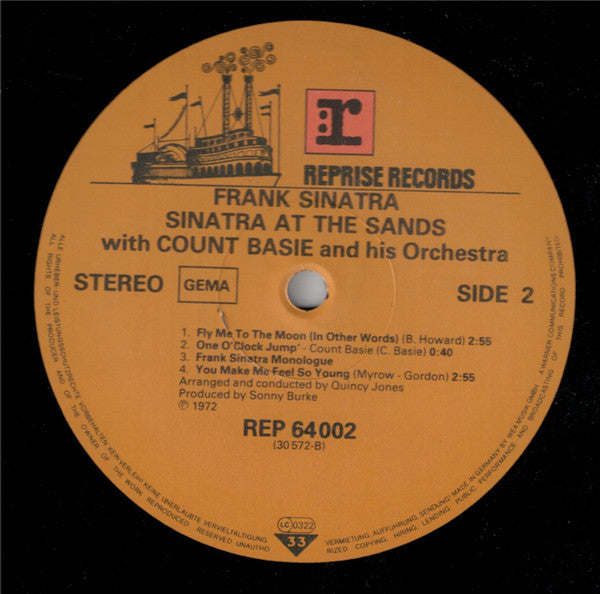 r
REPRISE RECORDS
FRANK SINATRA
SINATRA AT THE SANDS
with COUNT BASIE and his Orchestra
STEREO GEMA SIDE 2
1. Fly Me To The Moon (In Other Words) (B. Howard) 2:55
2. One O'Clock Jump' - Count Basie (C. Basie) 0:40
3. Frank Sinatra Monologue
4. You Make Me Feel So Young (Myrow - Gordon) 2:55
Arranged and conducted by Quincy Jones
Produced by Sonny Burke
℗ 1972
REP 64002
(30 572-B)
LC 0322
33
ALLE URHEBER- UND LEISTUNGSSCHUTZRECHTE VORBEHALTEN. KEIN VERLEIH! KEINE UNERLAUBTE VERVIELFÄLTIGUNG, VERMIETUNG, AUFFÜHRUNG, SENDUNG! MADE IN GERMANY BY WEA MUSIK GMBH A WARNER COMMUNICATIONS COMPANY
ALL RIGHTS OF THE PRODUCER AND OF THE OWNER OF THE WORK REPRODUCED RESERVED. UNAUTHORIZED COPYING, HIRING, LENDING, PUBLIC PERFORMANCE AND BROADCASTING OF THIS RECORD PROHIBITED